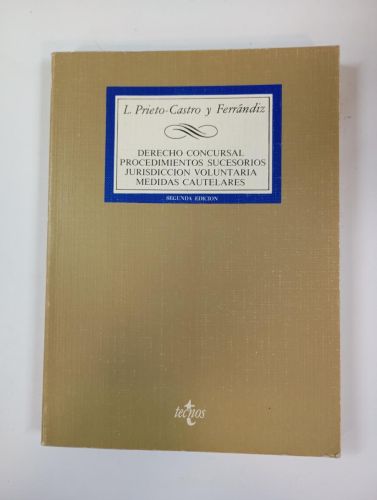 L. Prieto-Castro y Ferrándiz
DERECHO CONCURSAL
PROCEDIMIENTOS SUCESORIOS
JURISDICCION VOLUNTARIA
MEDIDAS CAUTELARES
SEGUNDA EDICION
tecnos